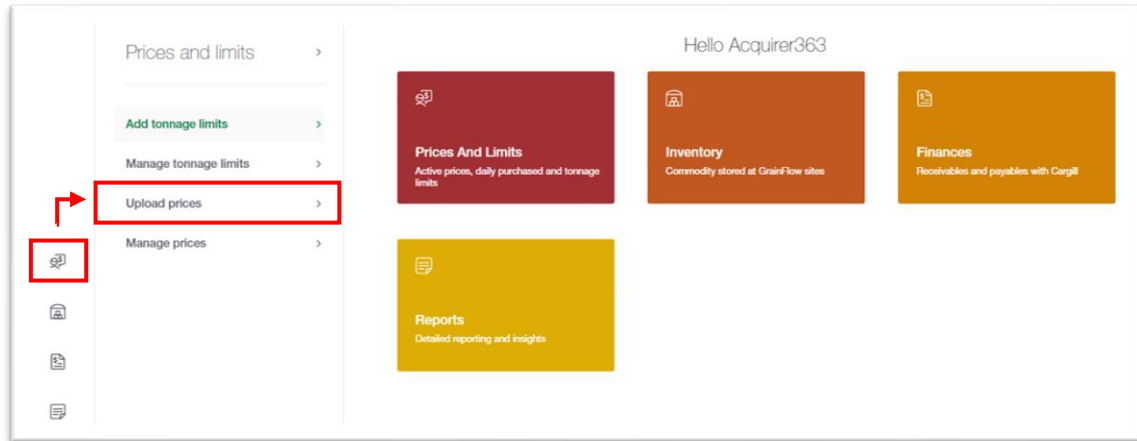 Prices and limits
Add tonnage limits
Manage tonnage limits
Upload prices
Manage prices
Hello Acquirer363
Prices And Limits
Active prices, daily purchased and tonnage
limits
Inventory
Commodity stored at GrainFlow sites
Finances
Receivables and payables with Cargill
Reports
Detailed reporting and insights